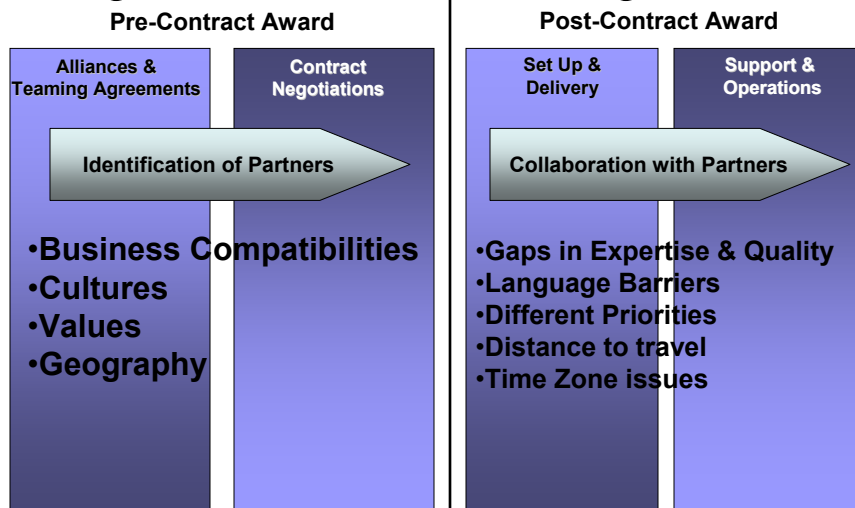 Pre-Contract Award
Alliances &
Teaming Agreements
Contract
Negotiations
Identification of Partners
•Business Compatibilities
•Cultures
•Values
•Geography
Post-Contract Award
Set Up &
Delivery
Support &
Operations
Collaboration with Partners
•Gaps in Expertise & Quality
•Language Barriers
•Different Priorities
•Distance to travel
•Time Zone issues